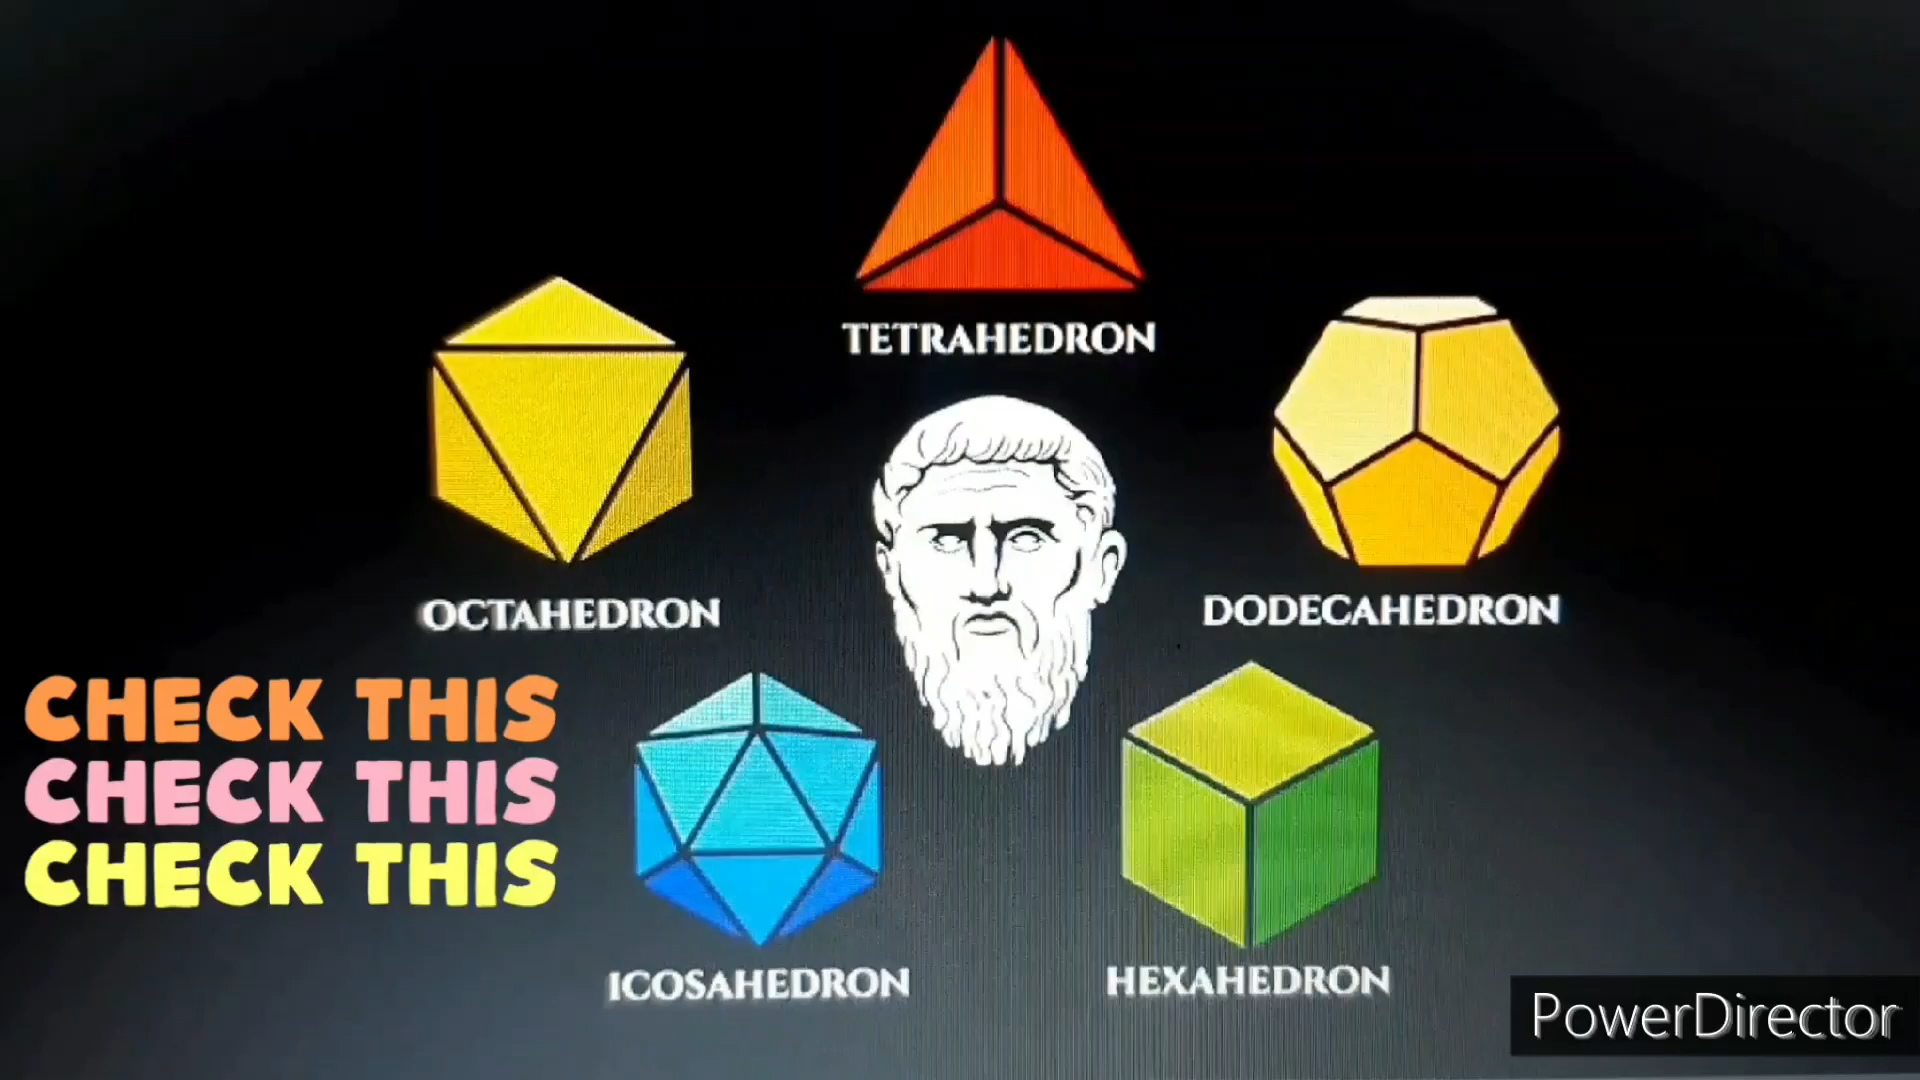 TETRAHEDRON
OCTAHEDRON
DODECAHEDRON
CHECK THIS
CHECK THIS
CHECK THIS
ICOSAHEDRON
HEXAHEDRON
PowerDirector